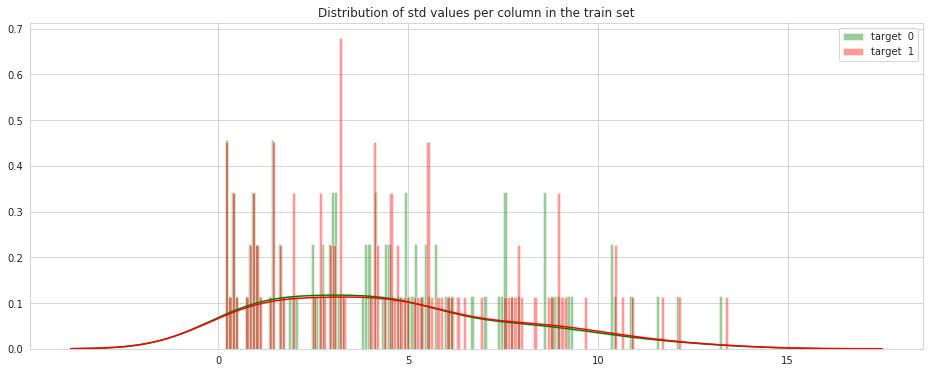 Distribution of std values per column in the train set
target 0
target 1
0.7
0.6
0.5
0.4
0.3
0.2
0.1
0.0
0 5 10 15